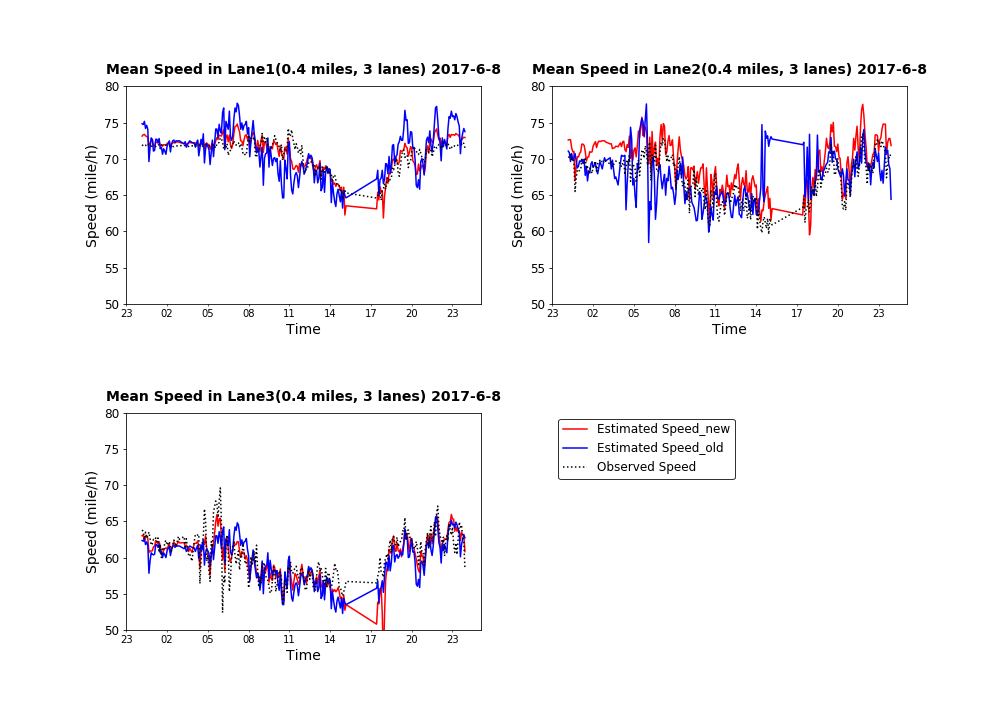 Mean Speed in Lane1(0.4 miles, 3 lanes) 2017-6-8
80
75
70
65
60
55
50
Speed (mile/h)
23 02 05 08 11 14 17 20 23
Time
Mean Speed in Lane2(0.4 miles, 3 lanes) 2017-6-8
80
75
70
65
60
55
50
Speed (mile/h)
23 02 05 08 11 14 17 20 23
Time
Mean Speed in Lane3(0.4 miles, 3 lanes) 2017-6-8
80
75
70
65
60
55
50
Speed (mile/h)
23 02 05 08 11 14 17 20 23
Time
Estimated Speed_new
Estimated Speed_old
Observed Speed